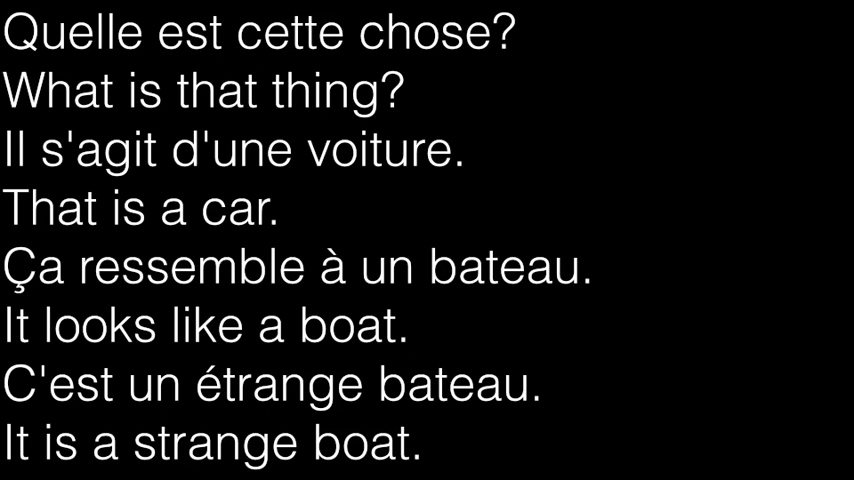 Quelle est cette chose?
What is that thing?
Il s'agit d'une voiture.
That is a car.
Ça ressemble à un bateau.
It looks like a boat.
C'est un étrange bateau.
It is a strange boat.